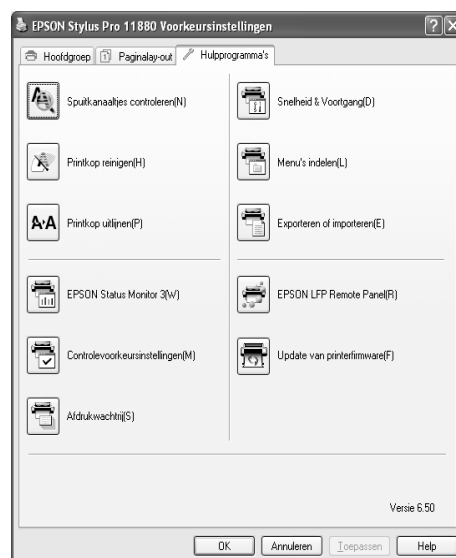 EPSON Stylus Pro 11880 Voorkeursinstellingen
Hoofdgroep
Paginalay-out
Hulpprogramma's
Spuitkanaaltjes controleren(N)
Printkop reinigen(H)
Printkop uitlijnen(P)
EPSON Status Monitor 3(W)
Controlevoorkeursinstellingen(M)
Afdrukwachtrij(S)
Snelheid & Voortgang(D)
Menu's indelen(L)
Exporteren of importeren(E)
EPSON LFP Remote Panel(R)
Update van printerfirmware(F)
Versie 6.50
OK
Annuleren
Toepassen
Help